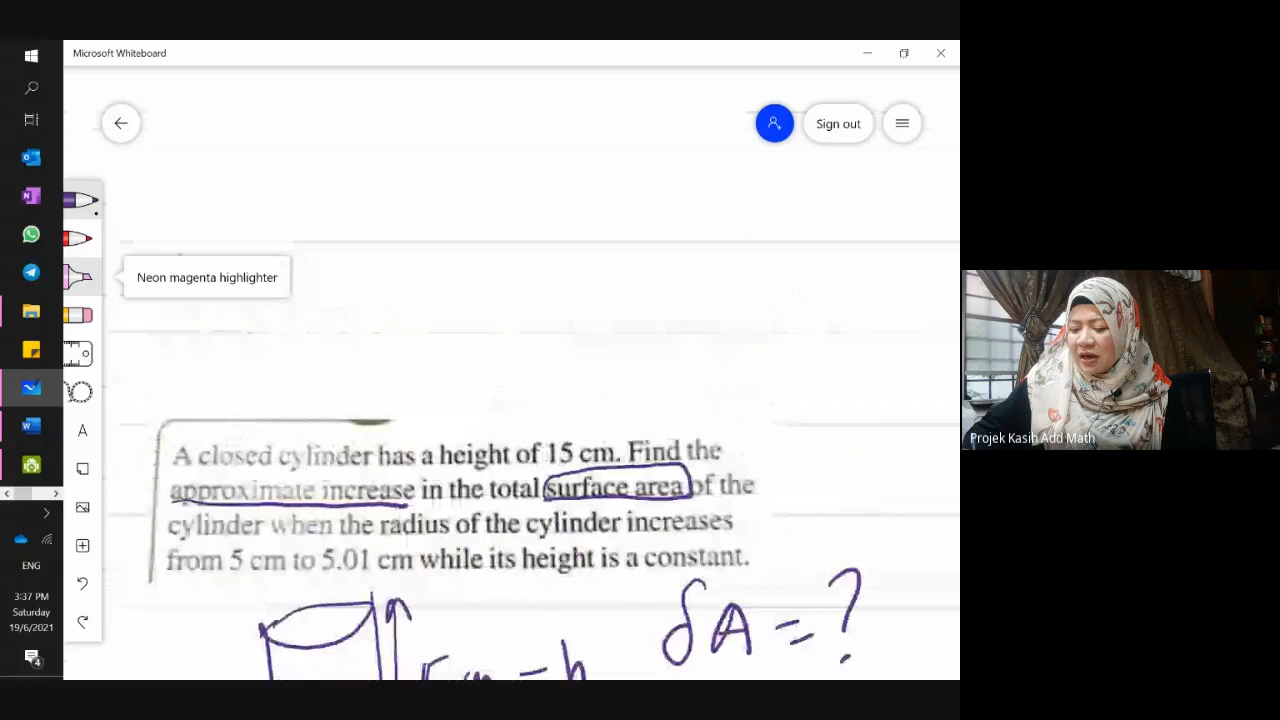 Microsoft Whiteboard
Sign out
Neon magenta highlighter
A closed cylinder has a height of 15 cm. Find the
approximate increase in the total surface area of the
cylinder when the radius of the cylinder increases
from 5 cm to 5.01 cm while its height is a constant.
δA = ?
= h
Projek Kasih Add Math
ENG
3:37 PM
Saturday
19/6/2021
4